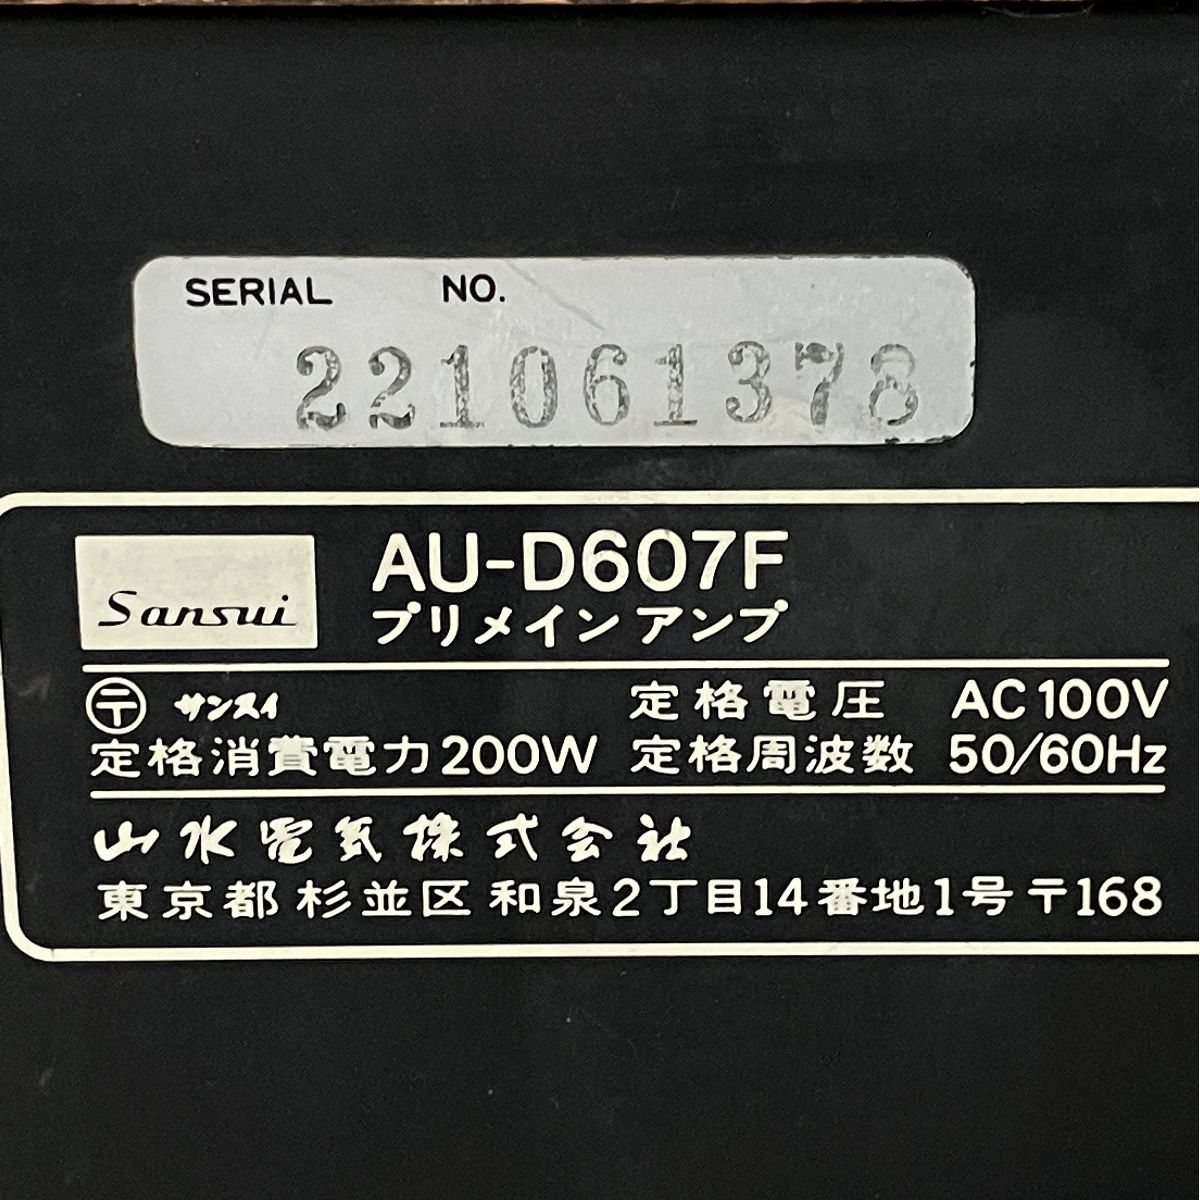 SERIAL NO.
221061378
Sansui
AU-D607F
プリメインアンプ
〶 サンスイ 定格電圧 AC100V
定格消費電力200W 定格周波数 50/60Hz
山水電気株式会社
東京都杉並区和泉2丁目14番地1号〒168